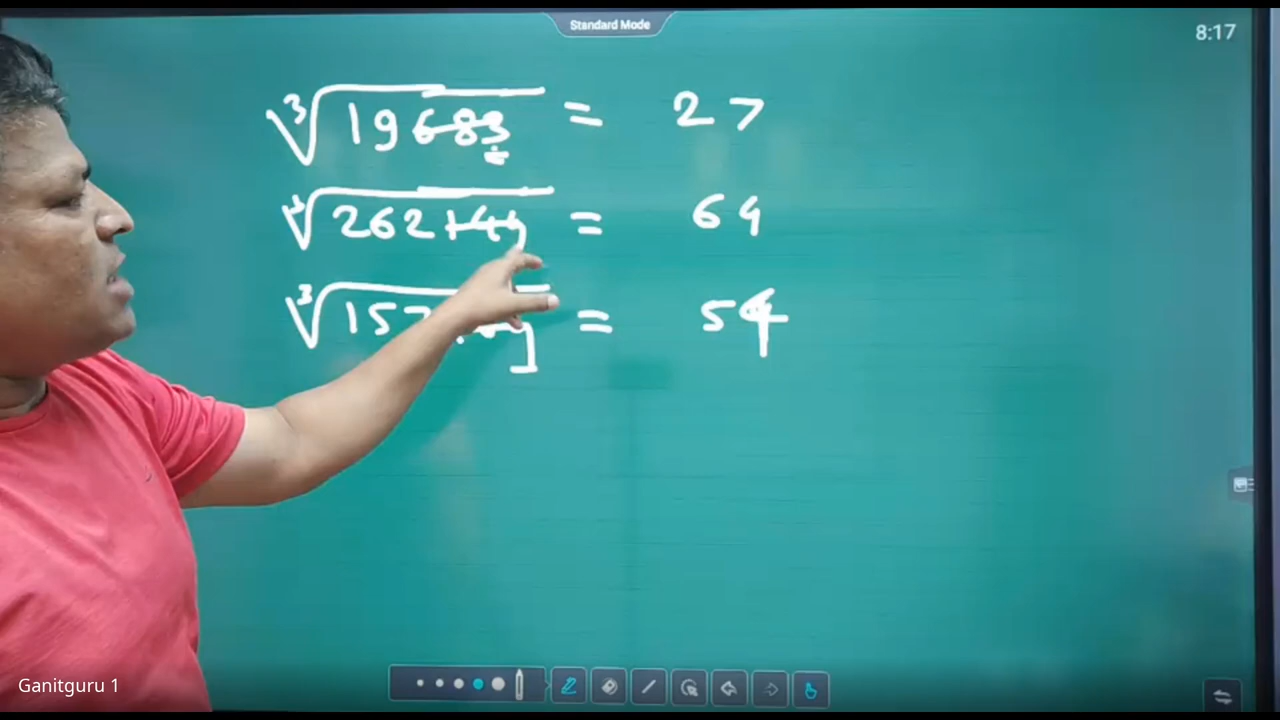 Standard Mode
8:17
∛19683 = 27
∛262144 = 64
= 54
Ganitguru 1